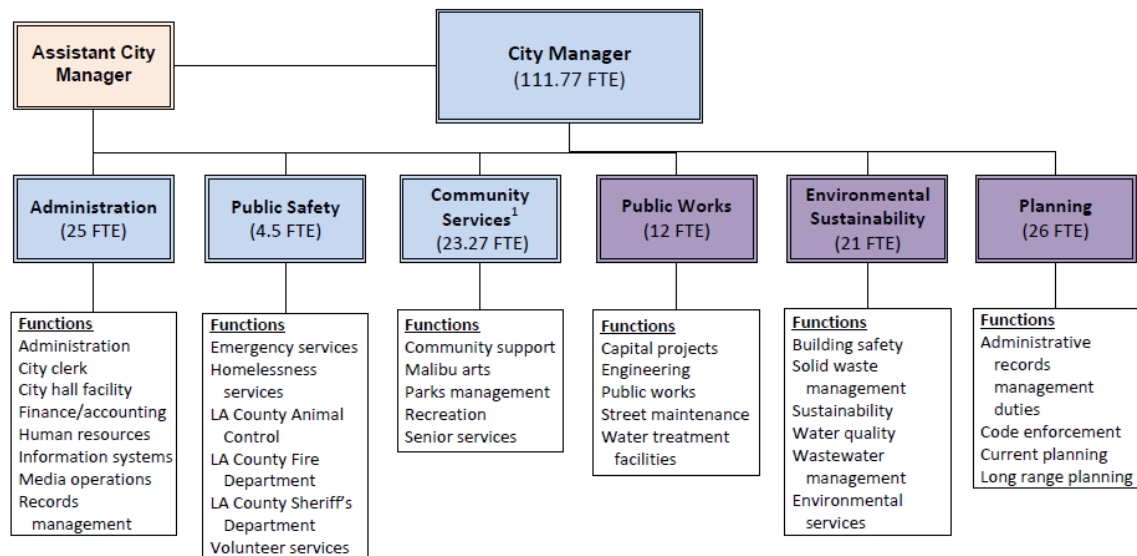 Assistant City
Manager
City Manager
(111.77 FTE)
Administration
(25 FTE)
Public Safety
(4.5 FTE)
Community
Services1
(23.27 FTE)
Public Works
(12 FTE)
Environmental
Sustainability
(21 FTE)
Planning
(26 FTE)
Functions
Administration
City clerk
City hall facility
Finance/accounting
Human resources
Information systems
Media operations
Records
management
Functions
Emergency services
Homelessness
services
LA County Animal
Control
LA County Fire
Department
LA County Sheriff's
Department
Volunteer services
Functions
Community support
Malibu arts
Parks management
Recreation
Senior services
Functions
Capital projects
Engineering
Public works
Street maintenance
Water treatment
facilities
Functions
Building safety
Solid waste
management
Sustainability
Water quality
Wastewater
management
Environmental
services
Functions
Administrative
records
management
duties
Code enforcement
Current planning
Long range planning